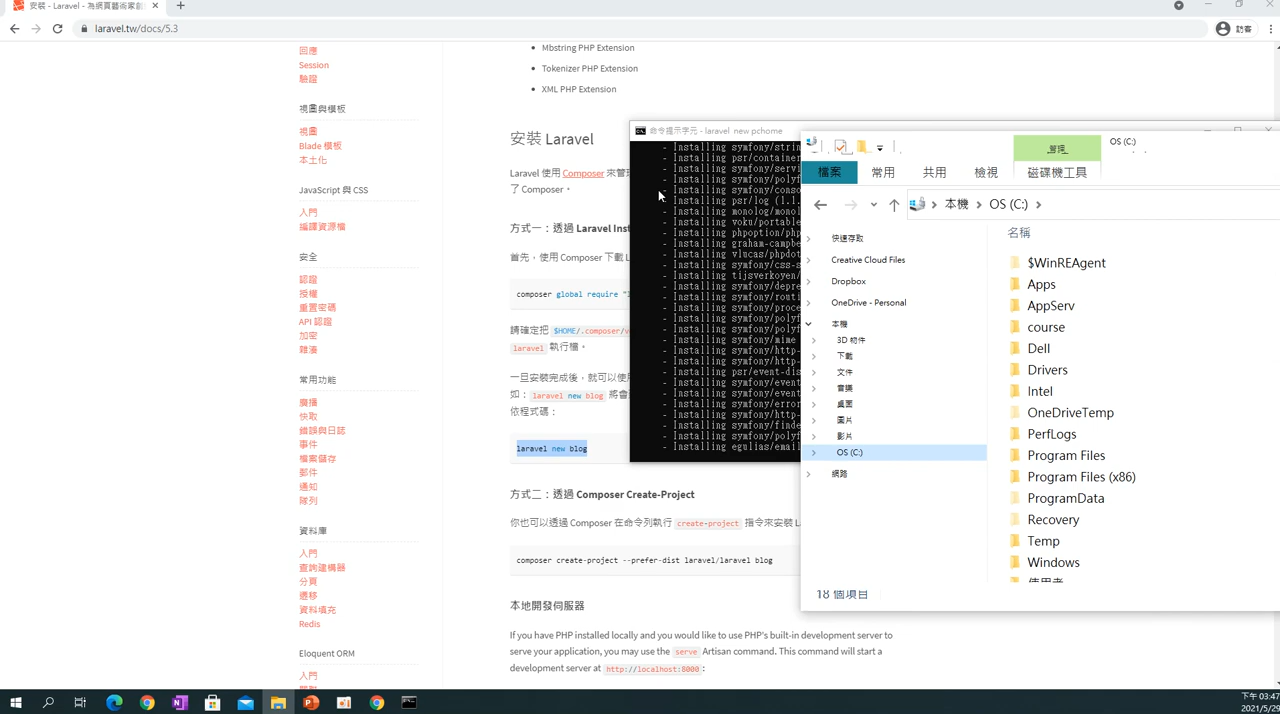 安裝 - Laravel - 為網頁藝術家創
laravel.tw/docs/5.3
訪客
回應
Session
驗證
視圖與模板
視圖
Blade 模板
本土化
JavaScript 與 CSS
入門
編譯資源檔
安全
認證
授權
重置密碼
API 認證
加密
雜湊
常用功能
廣播
快取
錯誤與日誌
事件
檔案儲存
郵件
通知
隊列
資料庫
入門
查詢建構器
分頁
遷移
資料填充
Redis
Eloquent ORM
入門
Mbstring PHP Extension
Tokenizer PHP Extension
XML PHP Extension
安裝 Laravel
Laravel 使用 Composer 來管
了 Composer。
方式一：透過 Laravel Inst
首先，使用 Composer 下載 L
composer global require "l
請確定把 $HOME/.composer/v
laravel 執行檔。
一旦安裝完成後，就可以使用
如： laravel new blog 將會
依程式碼：
laravel new blog
方式二：透過 Composer Create-Project
你也可以透過 Composer 在命令列執行 create-project 指令來安裝 L
composer create-project --prefer-dist laravel/laravel blog
本地開發伺服器
If you have PHP installed locally and you would like to use PHP's built-in development server to
serve your application, you may use the serve Artisan command. This command will start a
development server at http://localhost:8000:
命令提示字元 - laravel new pchome
- Installing symfony/strin
- Installing psr/container
- Installing symfony/servi
- Installing symfony/polyf
- Installing symfony/conso
- Installing psr/log (1.1.
- Installing monolog/monol
- Installing voku/portable
- Installing phpoption/php
- Installing graham-campbe
- Installing vlucas/phpdot
- Installing symfony/css-s
- Installing tijsverkoyen/
- Installing symfony/depre
- Installing symfony/routi
- Installing symfony/proce
- Installing symfony/polyf
- Installing symfony/polyf
- Installing symfony/mime
- Installing symfony/http-
- Installing symfony/http-
- Installing psr/event-dis
- Installing symfony/event
- Installing symfony/event
- Installing symfony/error
- Installing symfony/http-
- Installing symfony/finde
- Installing symfony/polyf
- Installing egulias/email
管理
OS (C:)
檔案 常用 共用 檢視 磁碟機工具
本機 OS (C:)
快速存取
Creative Cloud Files
Dropbox
OneDrive - Personal
本機
3D 物件
下載
文件
音樂
桌面
圖片
影片
OS (C:)
網路
名稱
$WinREAgent
Apps
AppServ
course
Dell
Drivers
Intel
OneDriveTemp
PerfLogs
Program Files
Program Files (x86)
ProgramData
Recovery
Temp
Windows
使用者
18 個項目
下午 03:47
2021/5/29